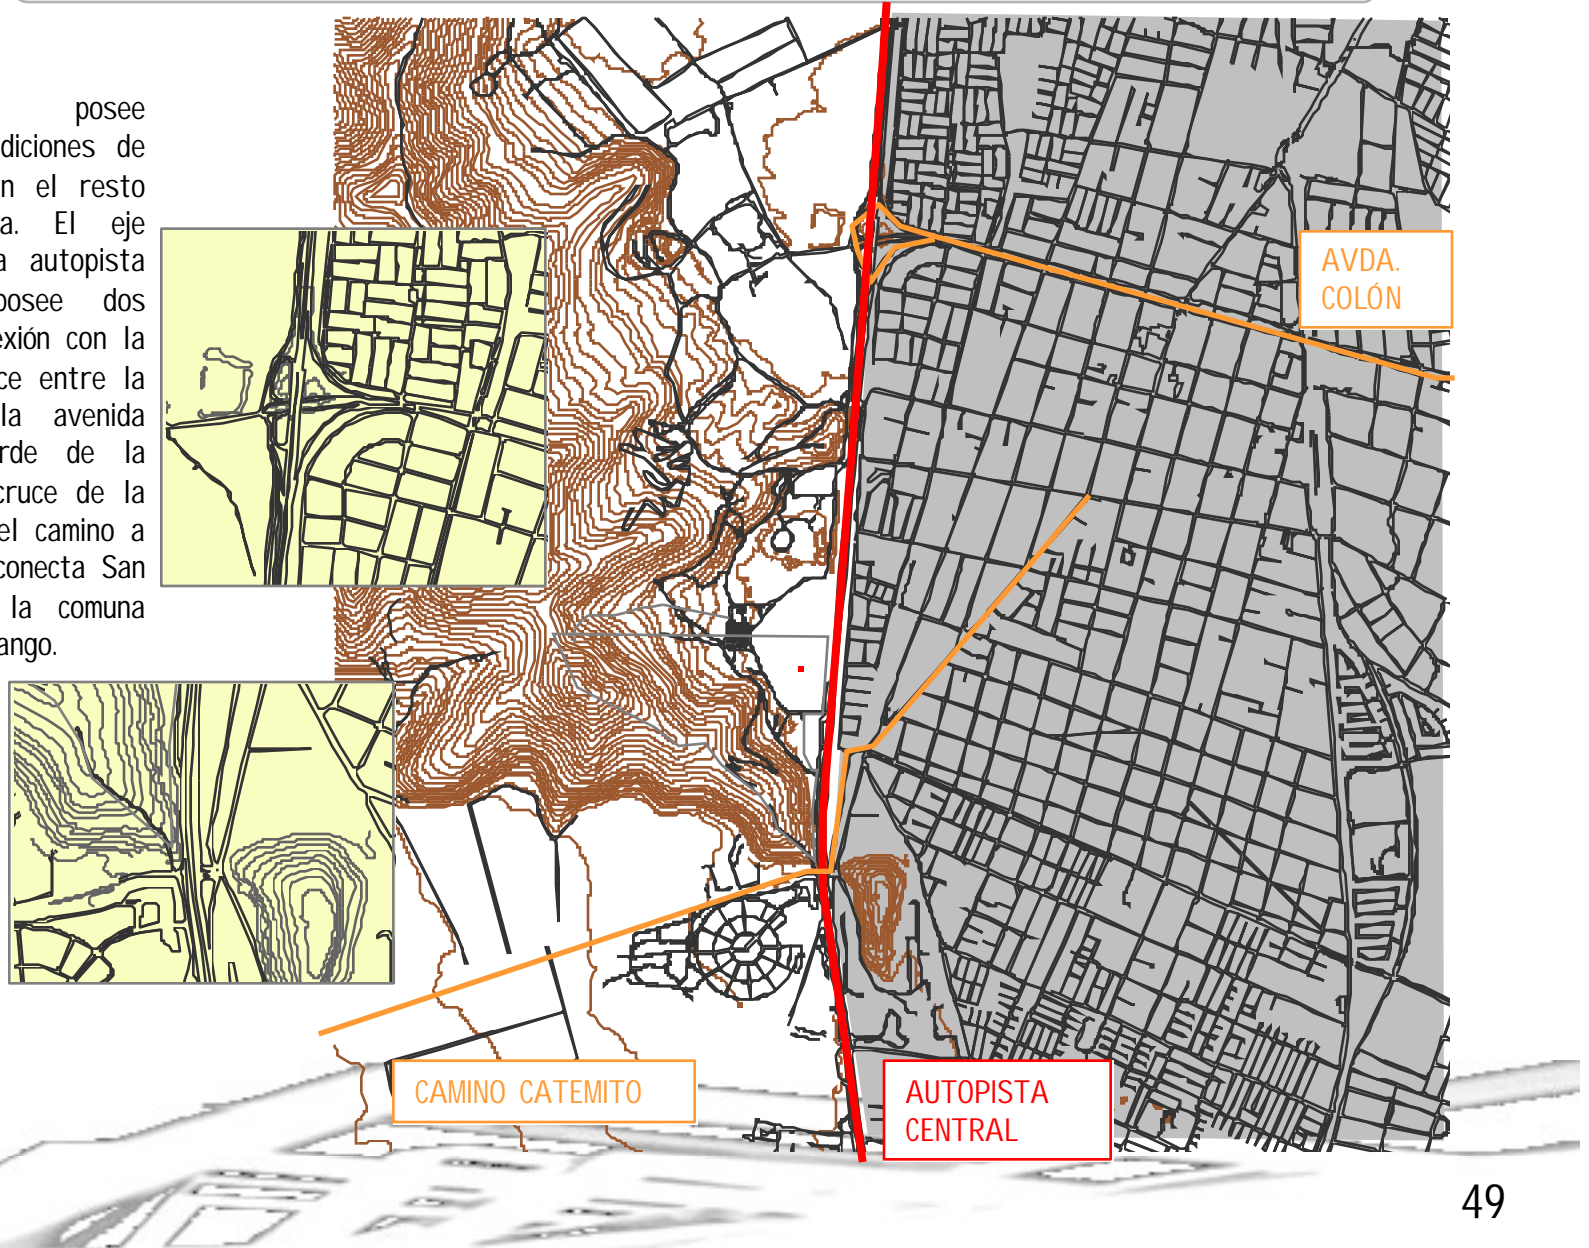 posee
diciones de
n el resto
a. El eje
a autopista
posee dos
exión con la
ce entre la
la avenida
rde de la
cruce de la
el camino a
conecta San
la comuna
ango.
AVDA.
COLÓN
CAMINO CATEMITO
AUTOPISTA
CENTRAL
49